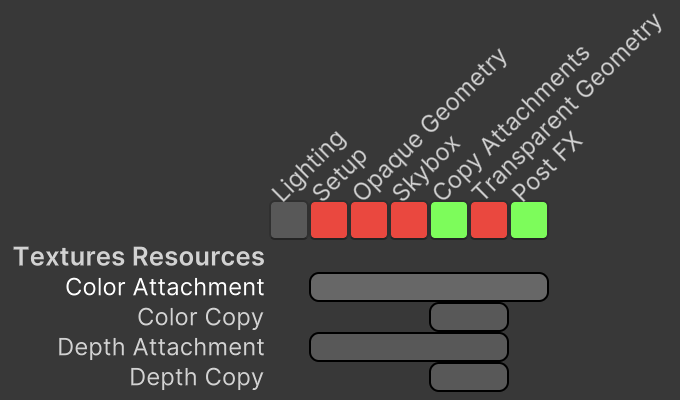 Lighting
Setup
Opaque Geometry
Skybox
Copy Attachments
Transparent Geometry
Post FX
Textures Resources
Color Attachment
Color Copy
Depth Attachment
Depth Copy